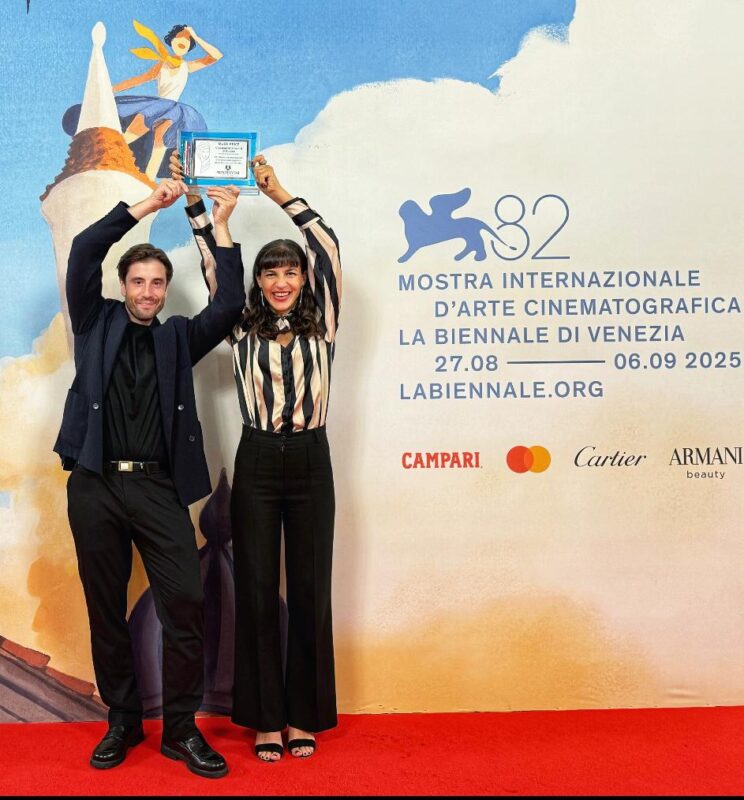 82
MOSTRA INTERNAZIONALE
D'ARTE CINEMATOGRAFICA
LA BIENNALE DI VENEZIA
27.08 — 06.09 2025
LABIENNALE.ORG
CAMPARI
Cartier
ARMANI
beauty